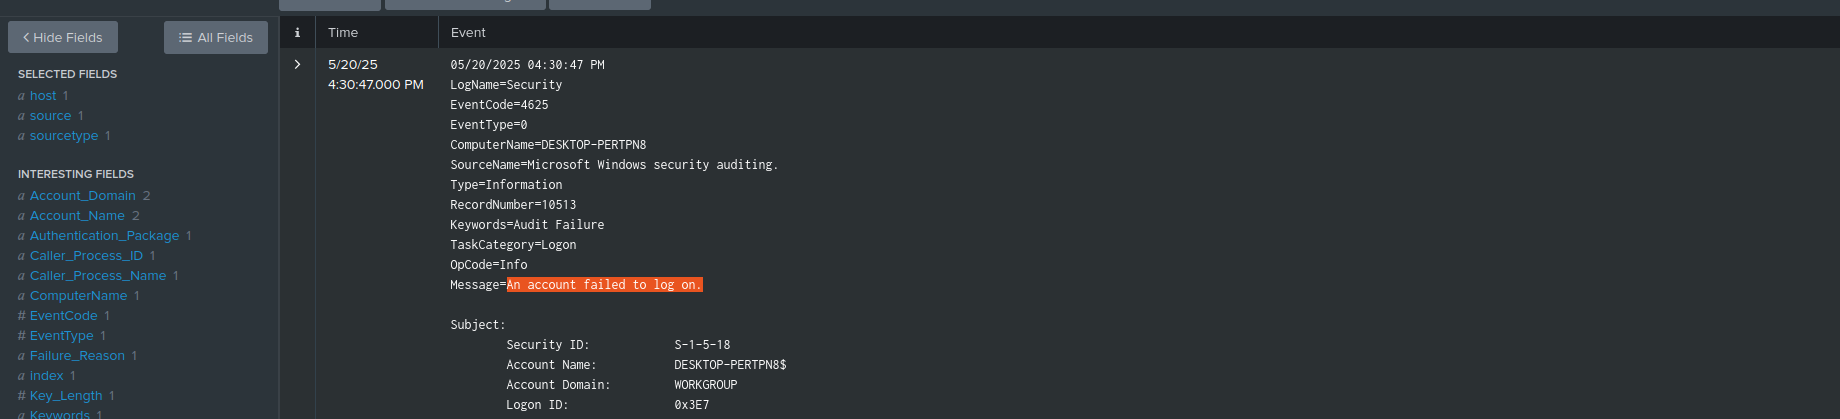 Hide Fields
All Fields
i
Time
Event
SELECTED FIELDS
a host 1
a source 1
a sourcetype 1
INTERESTING FIELDS
a Account_Domain 2
a Account_Name 2
a Authentication_Package 1
a Caller_Process_ID 1
a Caller_Process_Name 1
a ComputerName 1
# EventCode 1
# EventType 1
a Failure_Reason 1
a index 1
# Key_Length 1
a Keywords 1
5/20/25
4:30:47.000 PM
05/20/2025 04:30:47 PM
LogName=Security
EventCode=4625
EventType=0
ComputerName=DESKTOP-PERTPN8
SourceName=Microsoft Windows security auditing.
Type=Information
RecordNumber=10513
Keywords=Audit Failure
TaskCategory=Logon
OpCode=Info
Message=An account failed to log on.
Subject:
Security ID: S-1-5-18
Account Name: DESKTOP-PERTPN8$
Account Domain: WORKGROUP
Logon ID: 0x3E7